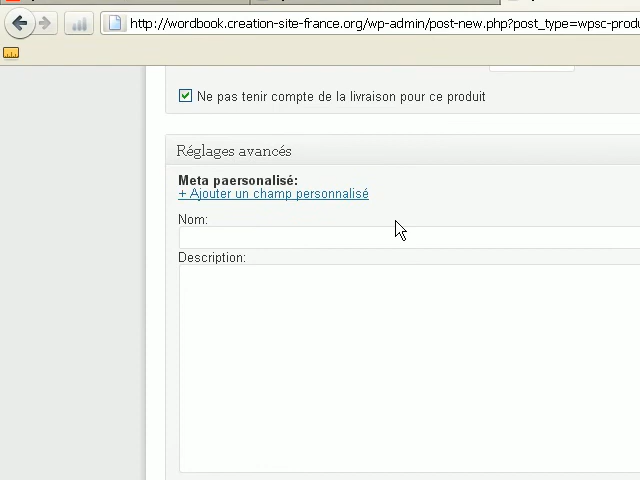 http://wordbook.creation-site-france.org/wp-admin/post-new.php?post_type=wpsc-produ
Ne pas tenir compte de la livraison pour ce produit
Réglages avancés
Meta paersonalisé:
+ Ajouter un champ personnalisé
Nom:
Description: